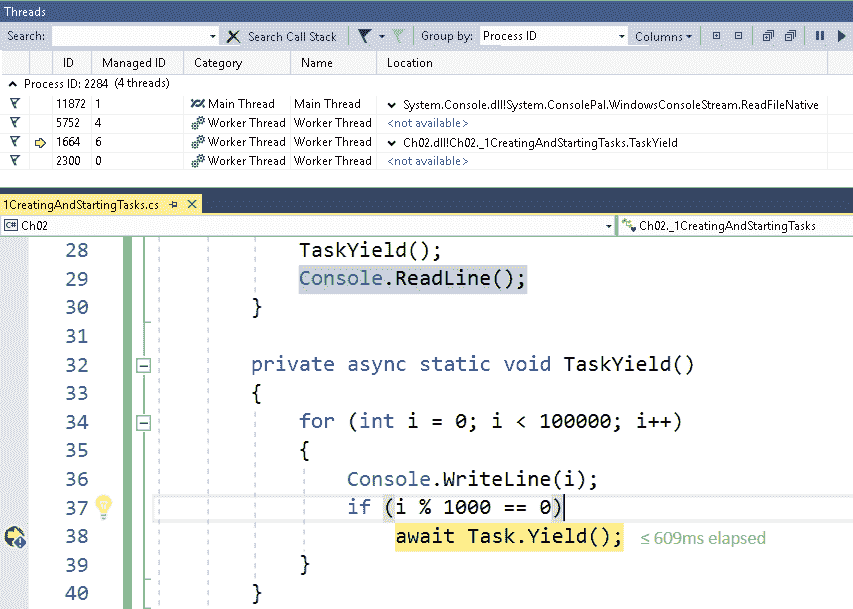 Threads
Search: Search Call Stack Group by: Process ID Columns
ID Managed ID Category Name Location
Process ID: 2284 (4 threads)
11872 1 Main Thread Main Thread System.Console.dll!System.ConsolePal.WindowsConsoleStream.ReadFileNative
5752 4 Worker Thread Worker Thread <not available>
1664 6 Worker Thread Worker Thread Ch02.dll!Ch02._1CreatingAndStartingTasks.TaskYield
2300 0 Worker Thread Worker Thread <not available>
1CreatingAndStartingTasks.cs
C# Ch02 Ch02._1CreatingAndStartingTasks
28 TaskYield();
29 Console.ReadLine();
30 }
31
32 private async static void TaskYield()
33 {
34 for (int i = 0; i < 100000; i++)
35 {
36 Console.WriteLine(i);
37 if (i % 1000 == 0)
38 await Task.Yield(); ≤ 609ms elapsed
39 }
40 }